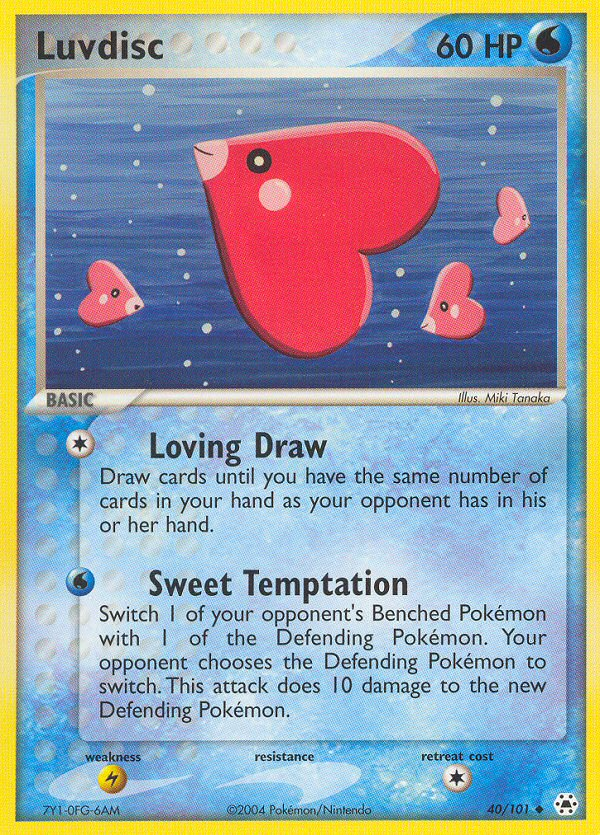 Luvdisc
60 HP
BASIC
Illus. Miki Tanaka
Loving Draw
Draw cards until you have the same number of
cards in your hand as your opponent has in his
or her hand.
Sweet Temptation
Switch 1 of your opponent's Benched Pokémon
with 1 of the Defending Pokémon. Your
opponent chooses the Defending Pokémon to
switch. This attack does 10 damage to the new
Defending Pokémon.
weakness
resistance
retreat cost
7Y1-0FG-6AM
©2004 Pokémon/Nintendo
40/101